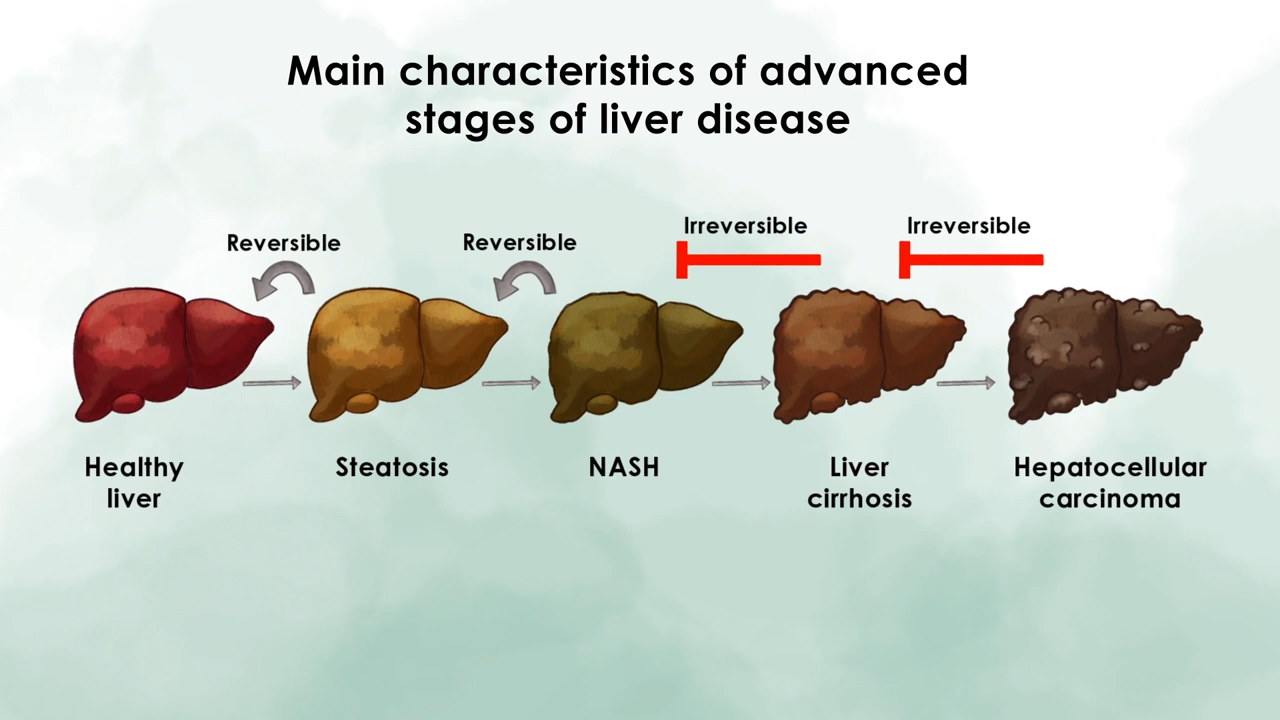 Main characteristics of advanced
stages of liver disease
Reversible
Reversible
Irreversible
Irreversible
Healthy
liver
Steatosis
NASH
Liver
cirrhosis
Hepatocellular
carcinoma